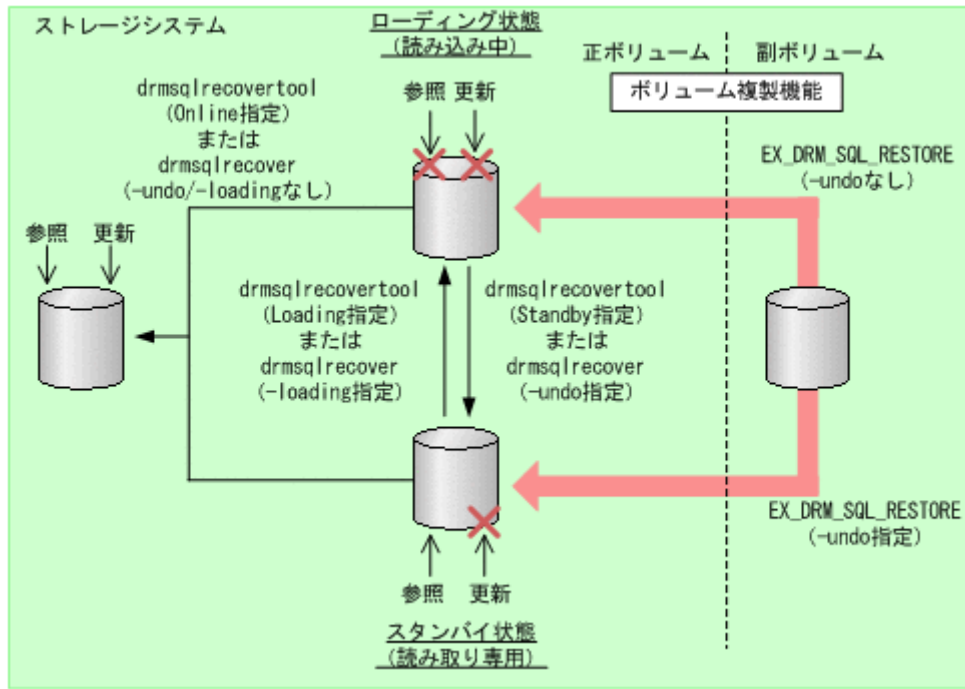 ストレージシステム
ローディング状態
(読み込み中)
正ボリューム
副ボリューム
ボリューム複製機能
drmsqlrecovertool
(Online指定)
または
drmsqlrecover
(-undo/-loadingなし)
参照 更新
EX_DRM_SQL_RESTORE
(-undoなし)
参照 更新
drmsqlrecovertool
(Loading指定)
または
drmsqlrecover
(-loading指定)
drmsqlrecovertool
(Standby指定)
または
drmsqlrecover
(-undo指定)
EX_DRM_SQL_RESTORE
(-undo指定)
参照 更新
スタンバイ状態
(読み取り専用)